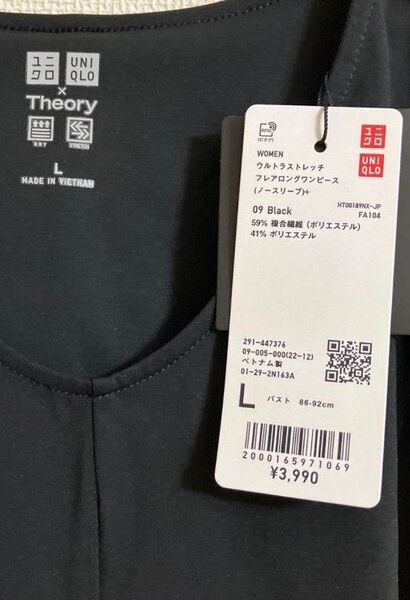 ユニ
クロ
UNI
QLO
×
Theory
DRY
STRETCH
L
MADE IN VIETNAM
WOMEN
ウルトラストレッチ
フレアロングワンピース
(ノースリーブ)+
HT00189NX-JP
09 Black
FA104
59% 複合繊維 (ポリエステル)
41% ポリエステル
ユニ
クロ
UNI
QLO
291-447376
09-005-000(22-12)
ベトナム製
01-29-2N163A
L バスト 86-92cm
2000165971069
¥3,990